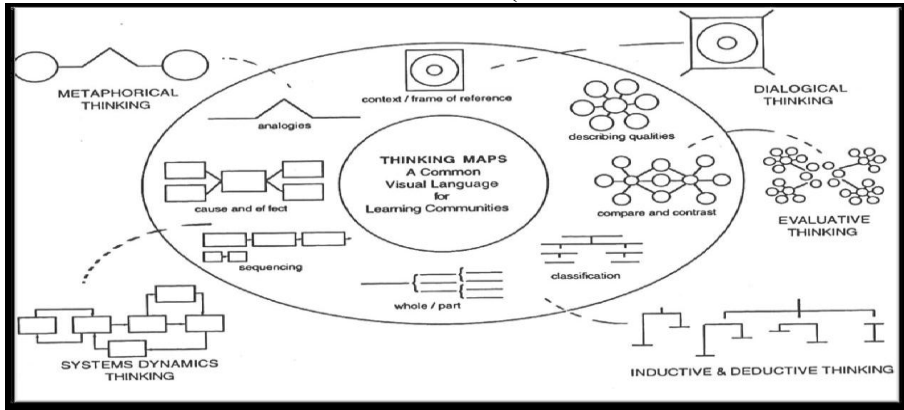 METAPHORICAL
THINKING
context / frame of reference
DIALOGICAL
THINKING
analogies
describing qualities
THINKING MAPS
A Common
Visual Language
for
Learning Communities
cause and ef fect
compare and contrast
EVALUATIVE
THINKING
sequencing
classification
whole / part
SYSTEMS DYNAMICS
THINKING
INDUCTIVE & DEDUCTIVE THINKING